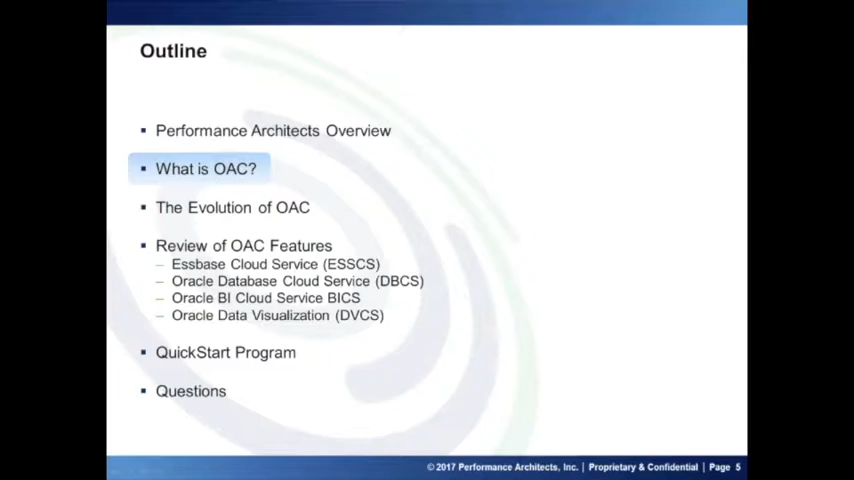 Outline
▪ Performance Architects Overview
▪ What is OAC?
▪ The Evolution of OAC
▪ Review of OAC Features
– Essbase Cloud Service (ESSCS)
– Oracle Database Cloud Service (DBCS)
– Oracle BI Cloud Service BICS
– Oracle Data Visualization (DVCS)
▪ QuickStart Program
▪ Questions
© 2017 Performance Architects, Inc. | Proprietary & Confidential | Page 5